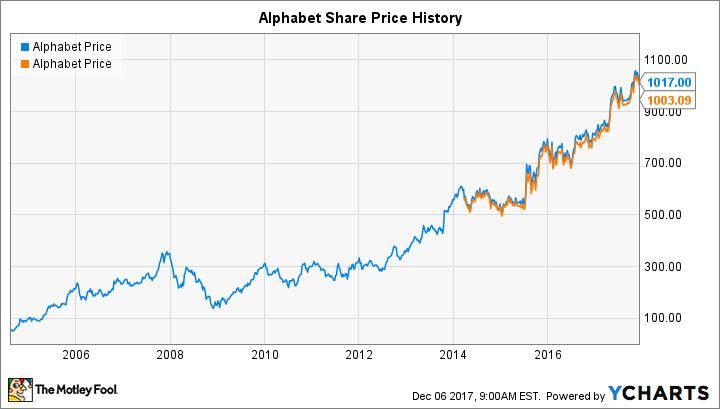 Alphabet Share Price History
Alphabet Price
Alphabet Price
1100.00
1017.00
1003.09
900.00
700.00
500.00
300.00
100.00
2006 2008 2010 2012 2014 2016
The Motley Fool.
Dec 06 2017, 9:00AM EST. Powered by YCHARTS